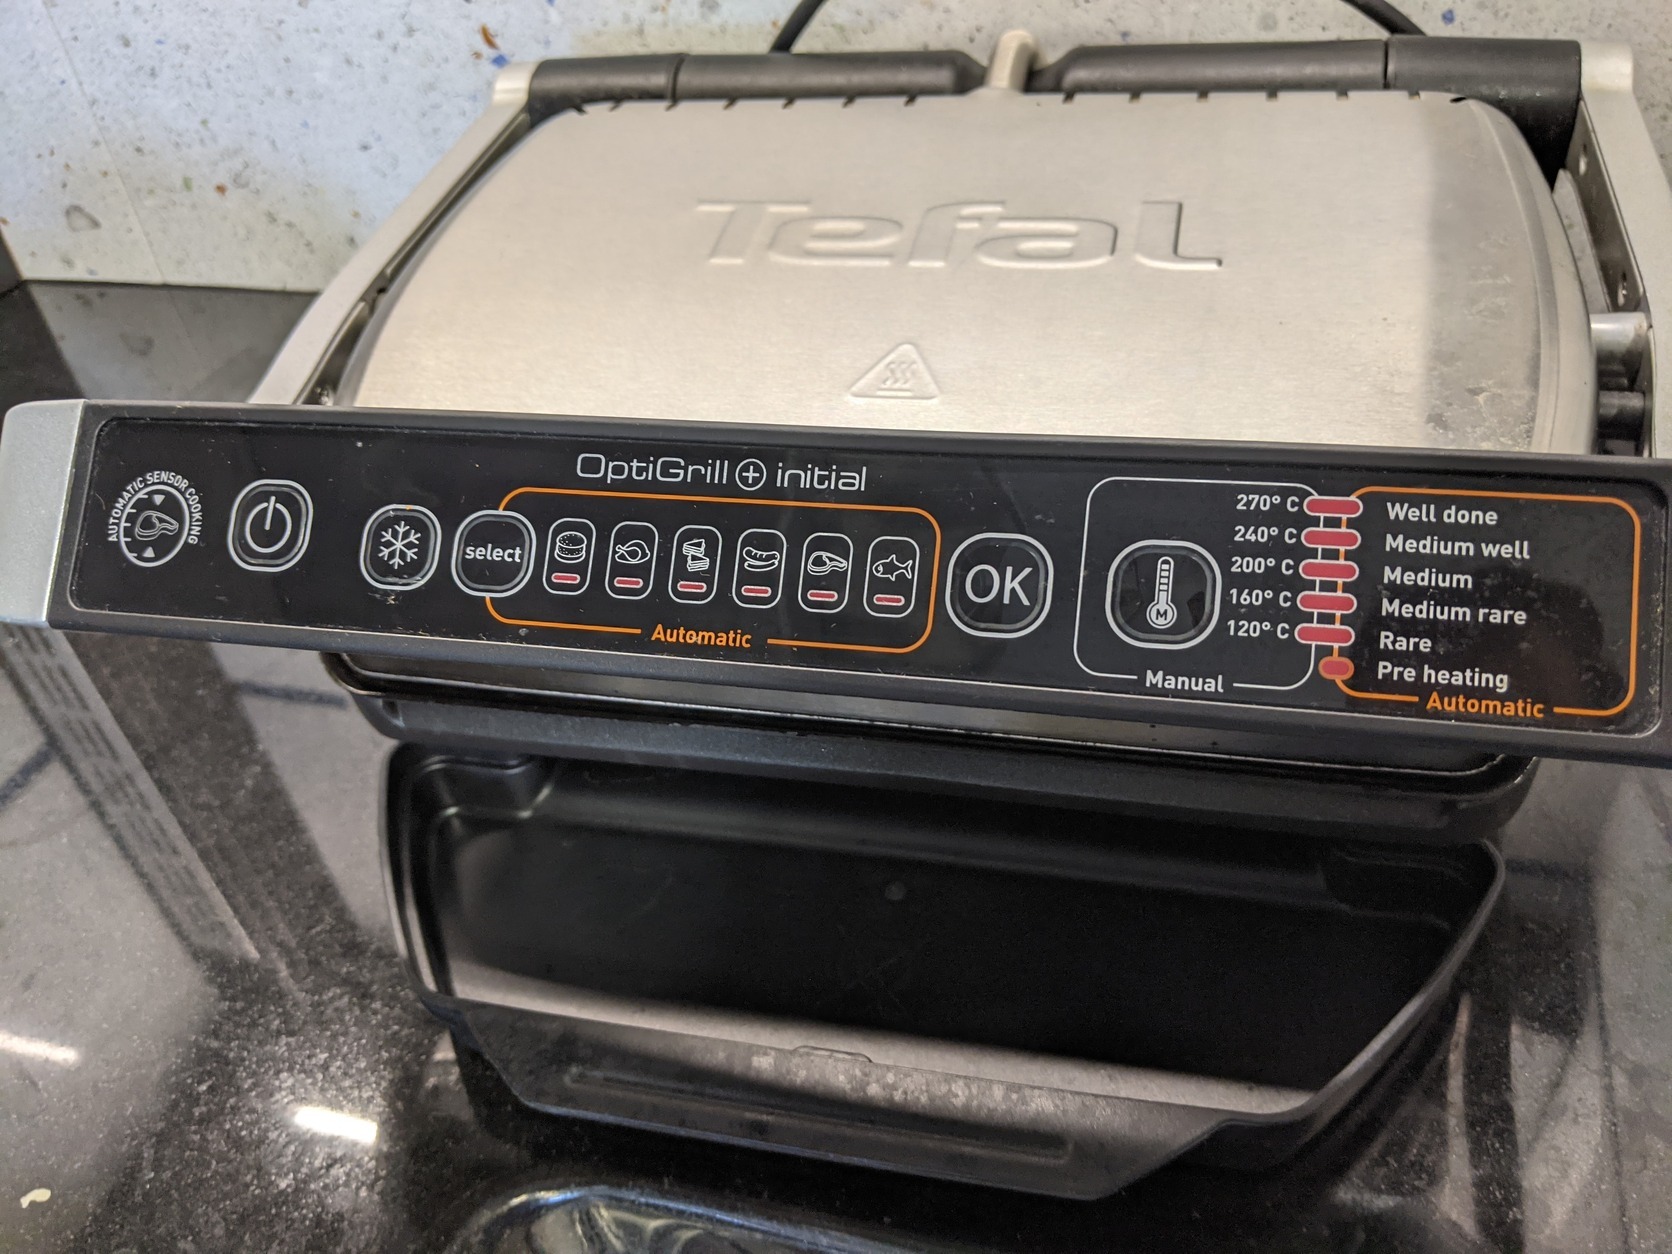 Tefal
OptiGrill+ initial
AUTOMATIC SENSOR COOKING
select
Automatic
OK
M
Manual
270° C
240° C
200° C
160° C
120° C
Well done
Medium well
Medium
Medium rare
Rare
Pre heating
Automatic